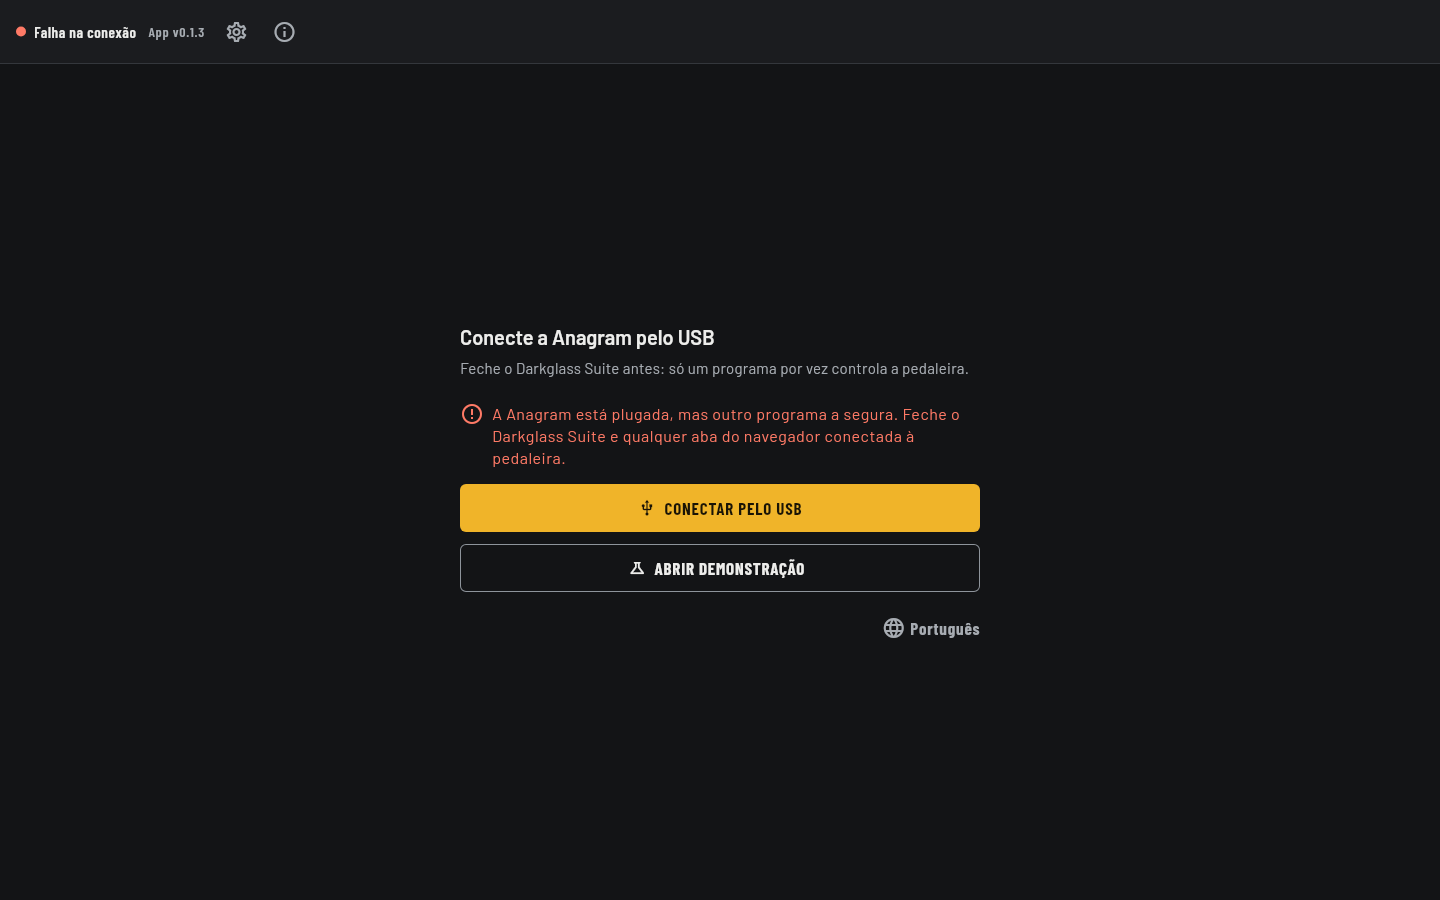 Falha na conexão App v0.1.3
Conecte a Anagram pelo USB
Feche o Darkglass Suite antes: só um programa por vez controla a pedaleira.
A Anagram está plugada, mas outro programa a segura. Feche o
Darkglass Suite e qualquer aba do navegador conectada à
pedaleira.
CONECTAR PELO USB
ABRIR DEMONSTRAÇÃO
Português